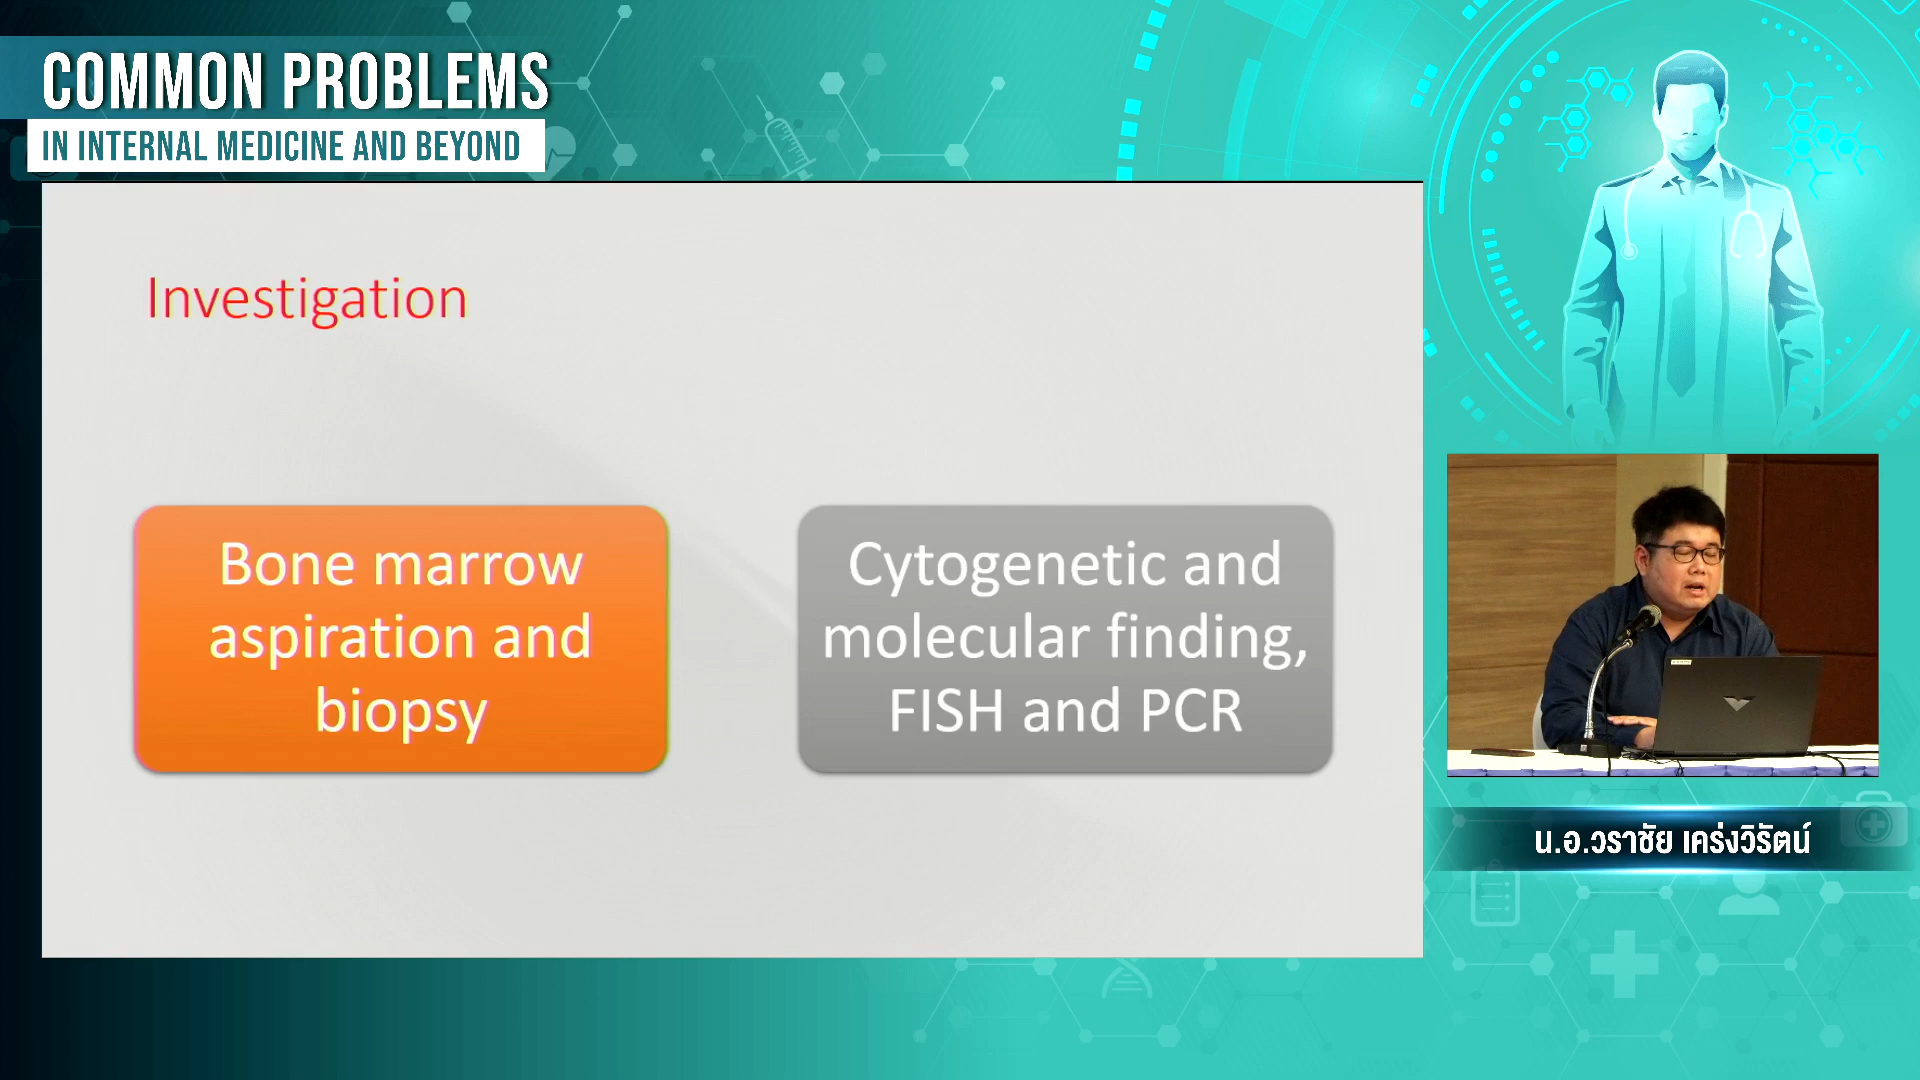 COMMON PROBLEMS
IN INTERNAL MEDICINE AND BEYOND
Investigation
Bone marrow
aspiration and
biopsy
Cytogenetic and
molecular finding,
FISH and PCR
น.อ.วราชัย เคร่งวิรัตน์